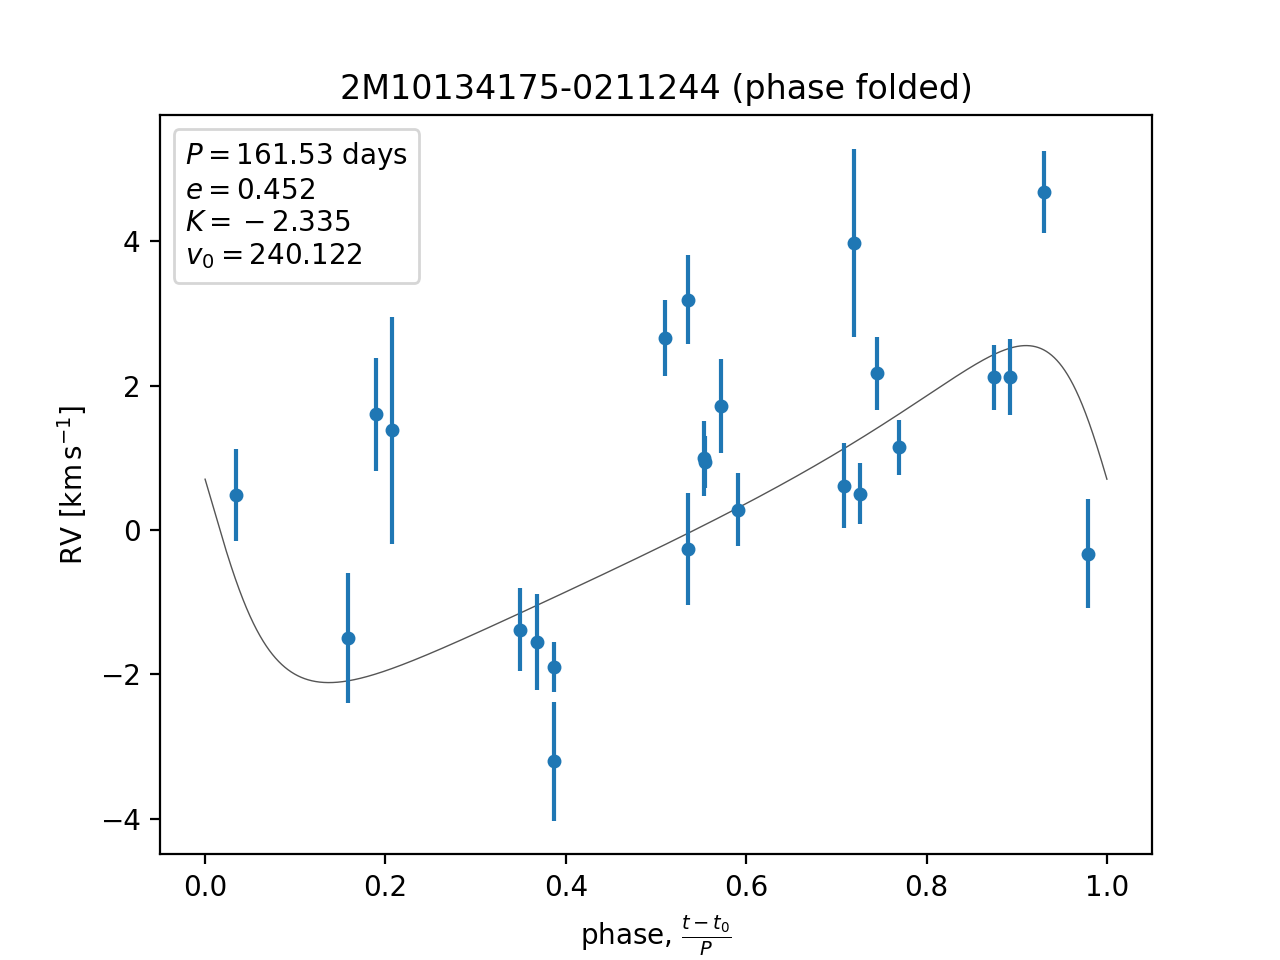 2M10134175-0211244 (phase folded)
P = 161.53 days
e = 0.452
K = − 2.335
v₀ = 240.122
RV [km s⁻¹]
4
2
0
−2
−4
0.0 0.2 0.4 0.6 0.8 1.0
phase, (t − t₀)/P